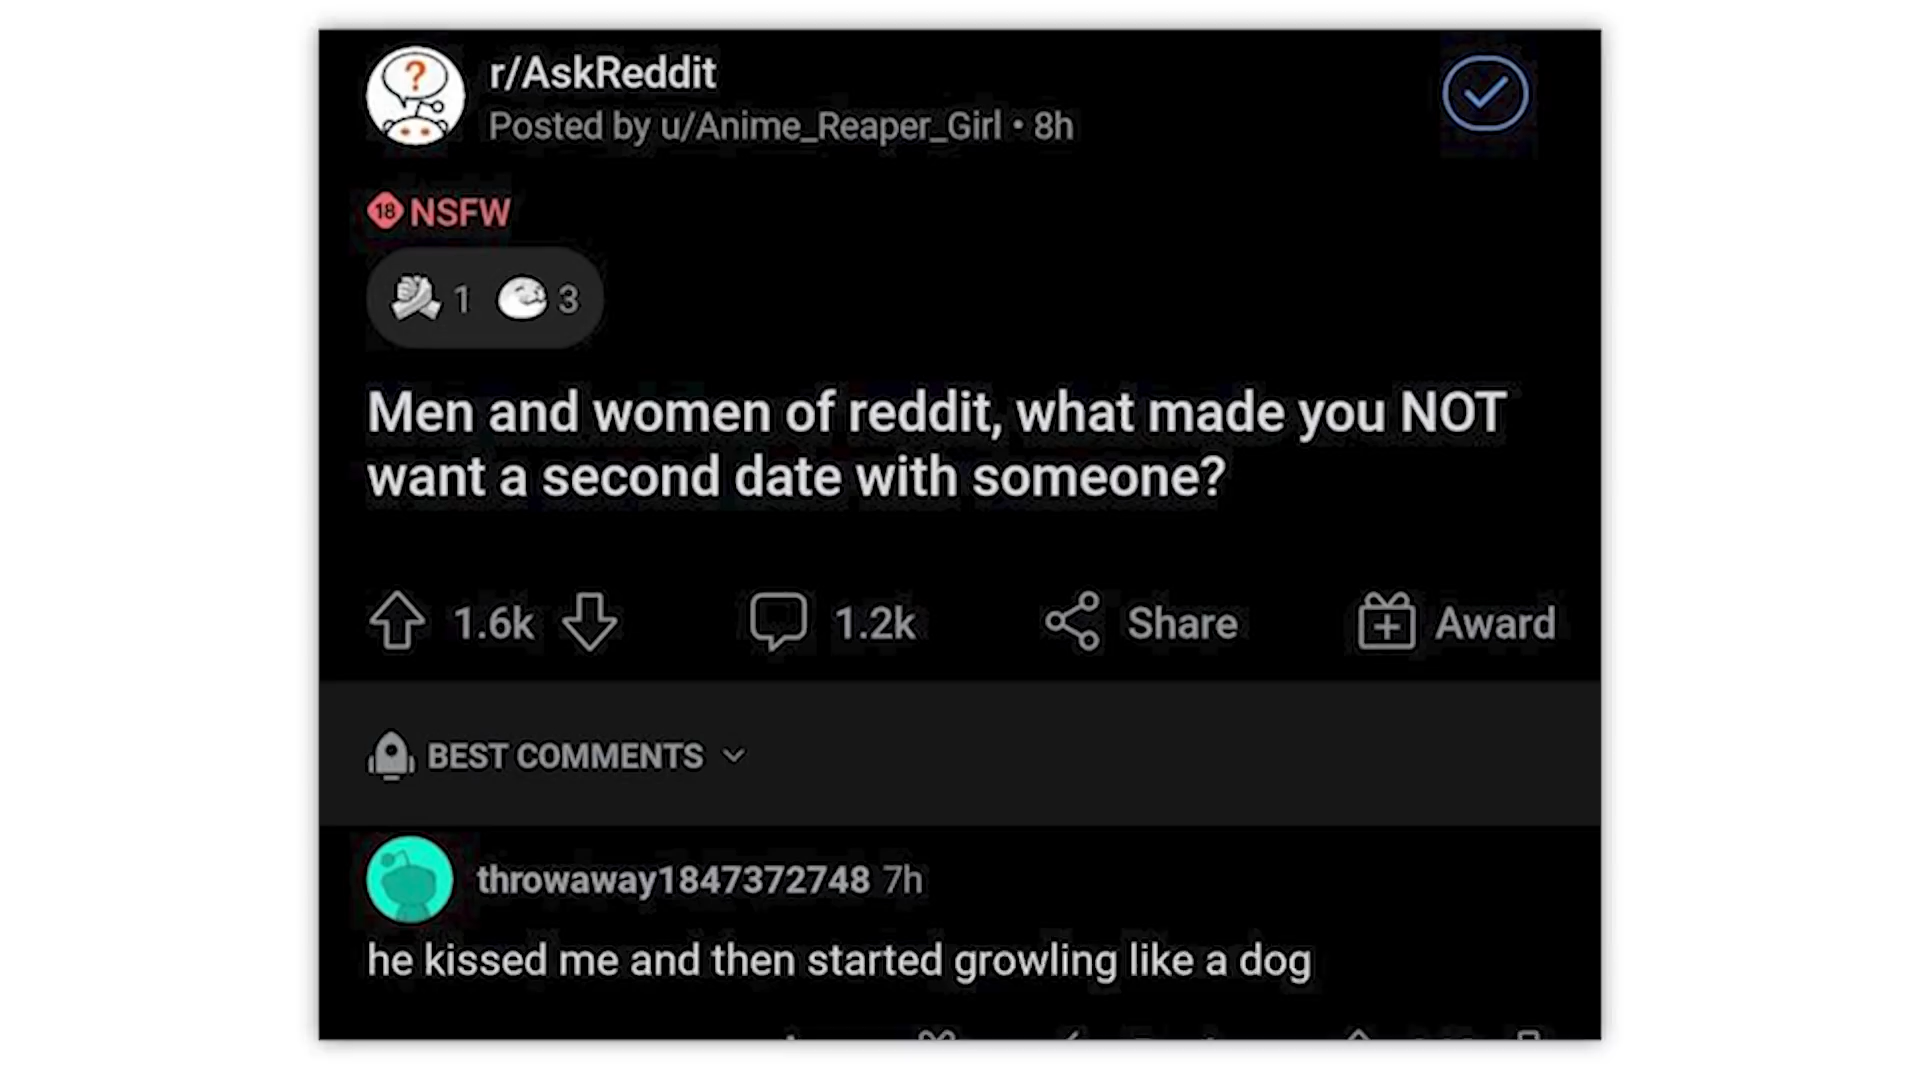 r/AskReddit
Posted by u/Anime_Reaper_Girl • 8h
18 NSFW
1 3
Men and women of reddit, what made you NOT
want a second date with someone?
1.6k 1.2k Share Award
BEST COMMENTS
throwaway1847372748 7h
he kissed me and then started growling like a dog